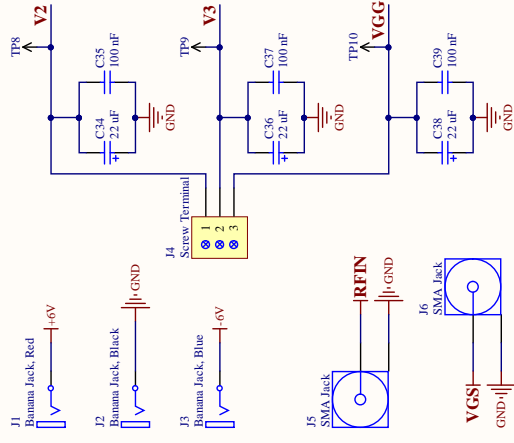 V2
TP8
C35
100 nF
C34
22 uF
+
GND
V3
TP9
C37
100 nF
C36
22 uF
+
GND
VGG
TP10
C39
100 nF
C38
22 uF
+
GND
J4
Screw Terminal
1
2
3
J1
Banana Jack, Red
+6V
J2
Banana Jack, Black
GND
J3
Banana Jack, Blue
-6V
J5
SMA Jack
RFIN
GND
J6
SMA Jack
VGS
GND